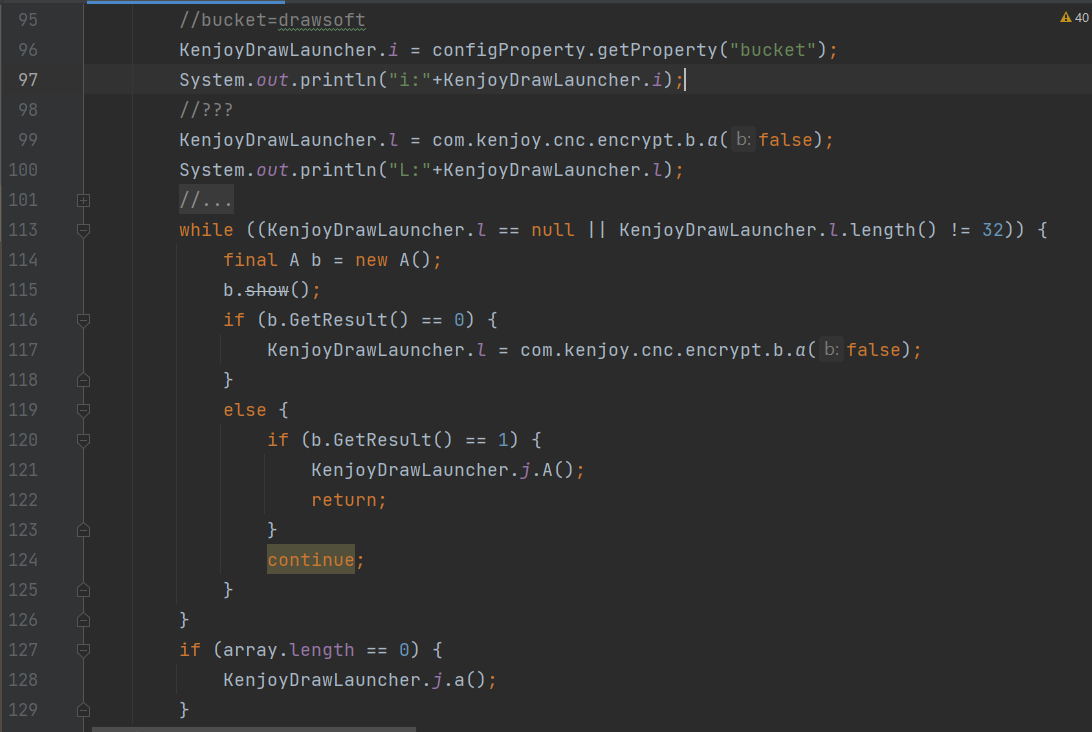 95 //bucket=drawsoft
40
96 KenjoyDrawLauncher.i = configProperty.getProperty("bucket");
97 System.out.println("i:"+KenjoyDrawLauncher.i);
98 //???
99 KenjoyDrawLauncher.l = com.kenjoy.cnc.encrypt.b.a( b: false);
100 System.out.println("L:"+KenjoyDrawLauncher.l);
101 //...
113 while ((KenjoyDrawLauncher.l == null || KenjoyDrawLauncher.l.length() != 32)) {
114 final A b = new A();
115 b.show();
116 if (b.GetResult() == 0) {
117 KenjoyDrawLauncher.l = com.kenjoy.cnc.encrypt.b.a( b: false);
118 }
119 else {
120 if (b.GetResult() == 1) {
121 KenjoyDrawLauncher.j.A();
122 return;
123 }
124 continue;
125 }
126 }
127 if (array.length == 0) {
128 KenjoyDrawLauncher.j.a();
129 }